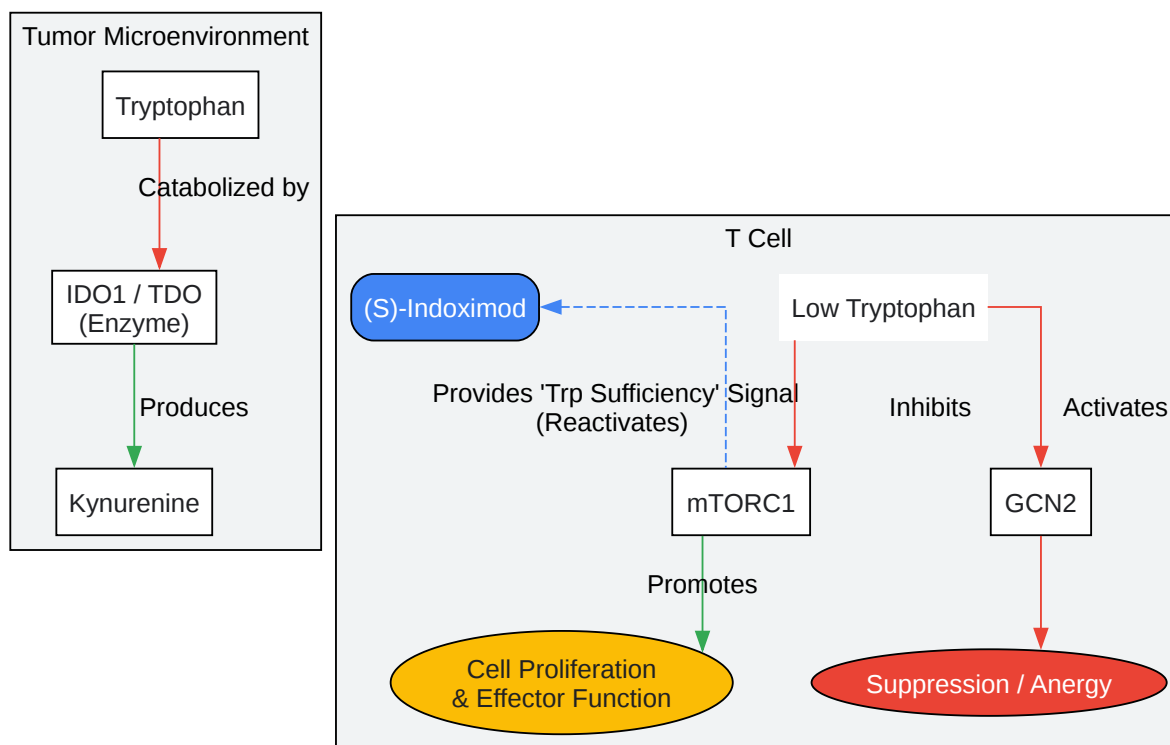 Tumor Microenvironment
Tryptophan
Catabolized by
IDO1 / TDO
(Enzyme)
Produces
Kynurenine
T Cell
(S)-Indoximod
Low Tryptophan
Provides 'Trp Sufficiency' Signal
(Reactivates)
Inhibits
Activates
mTORC1
GCN2
Promotes
Cell Proliferation
& Effector Function
Suppression / Anergy